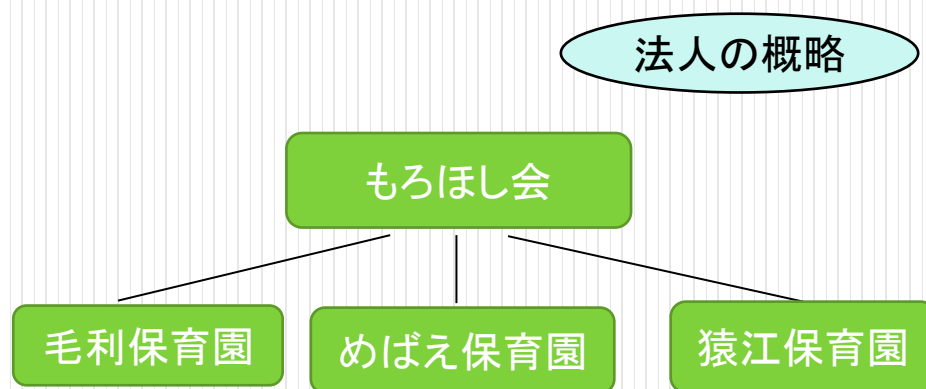 法人の概略
もろほし会
毛利保育園
めばえ保育園
猿江保育園